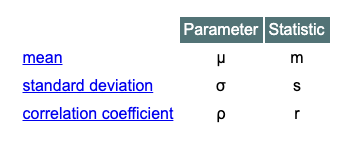 Parameter Statistic
mean μ m
standard deviation σ s
correlation coefficient ρ r